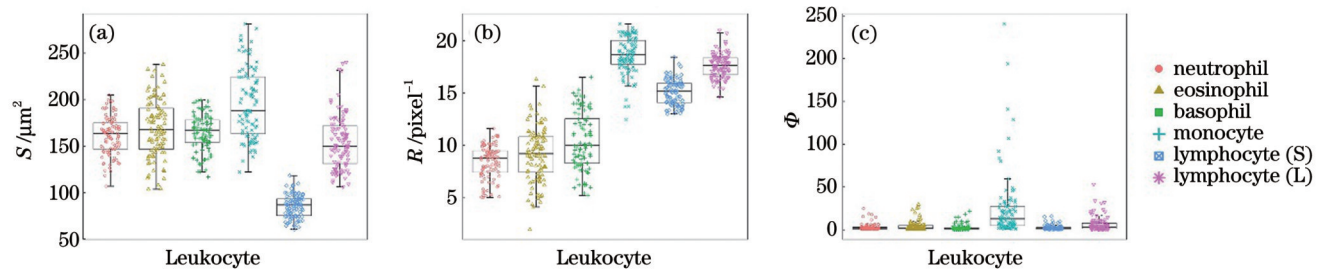 (a)
S /μm²
250
200
150
100
50
Leukocyte
(b)
R /pixel⁻¹
20
15
10
5
Leukocyte
(c)
Φ
250
200
150
100
50
0
Leukocyte
neutrophil
eosinophil
basophil
monocyte
lymphocyte (S)
lymphocyte (L)